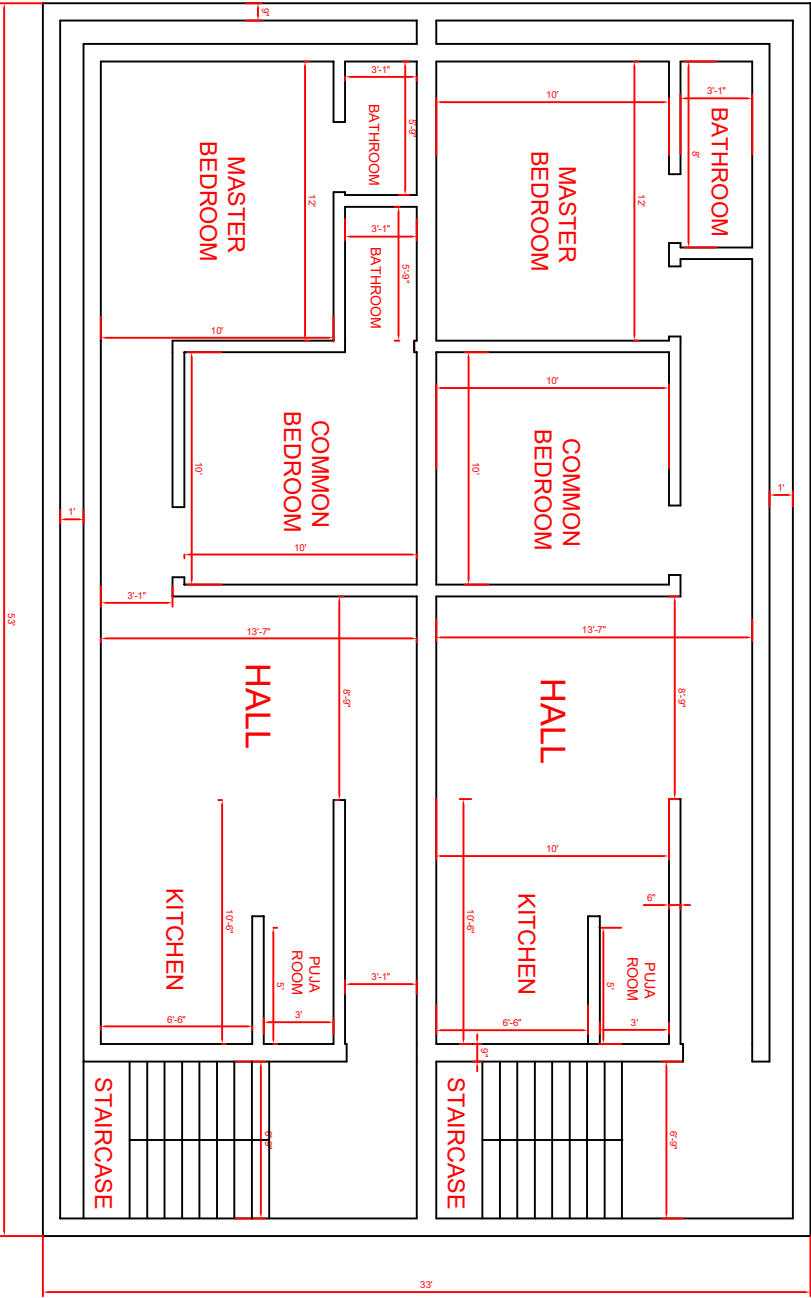 9"
3'-1"
BATHROOM
5'-9"
12'
MASTER
BEDROOM
10'
3'-1"
BATHROOM
5'-9"
10'
12'
MASTER
BEDROOM
3'-1"
BATHROOM
8'
COMMON
BEDROOM
10'
10'
1'
3'-1"
10'
10'
COMMON
BEDROOM
1'
13'-7"
HALL
8'-9"
13'-7"
HALL
8'-9"
10'
6"
KITCHEN
10'-6"
PUJA
ROOM
5'
3'
6'-6"
3'-1"
10'-6"
KITCHEN
PUJA
ROOM
5'
3'
6'-6"
9"
STAIRCASE
6'-9"
STAIRCASE
6'-9"
53'
33'